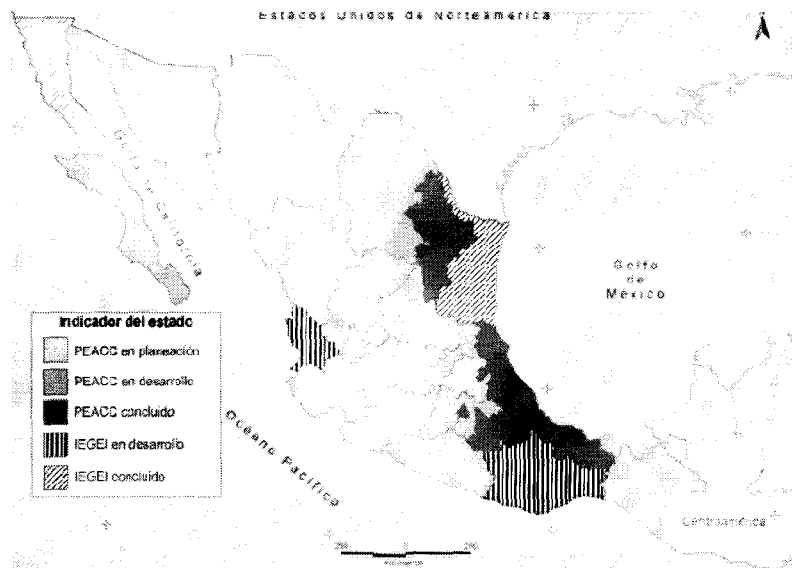 Estados Unidos de Norteamérica
Golfo de California
Golfo
de
México
Indicador del estado
PEACC en planeación
PEACC en desarrollo
PEACC concluido
IEGEI en desarrollo
IEGEI concluido
Océano Pacífico
Centroamérica